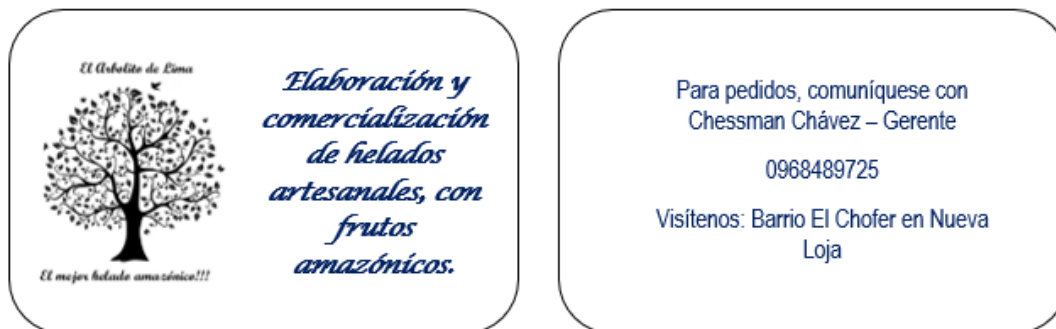 El Arbolito de Lima
Elaboración y
comercialización
de helados
artesanales, con
frutos
amazónicos.
El mejor helado amazónico!!!
Para pedidos, comuníquese con
Chessman Chávez – Gerente
0968489725
Visítenos: Barrio El Chofer en Nueva
Loja